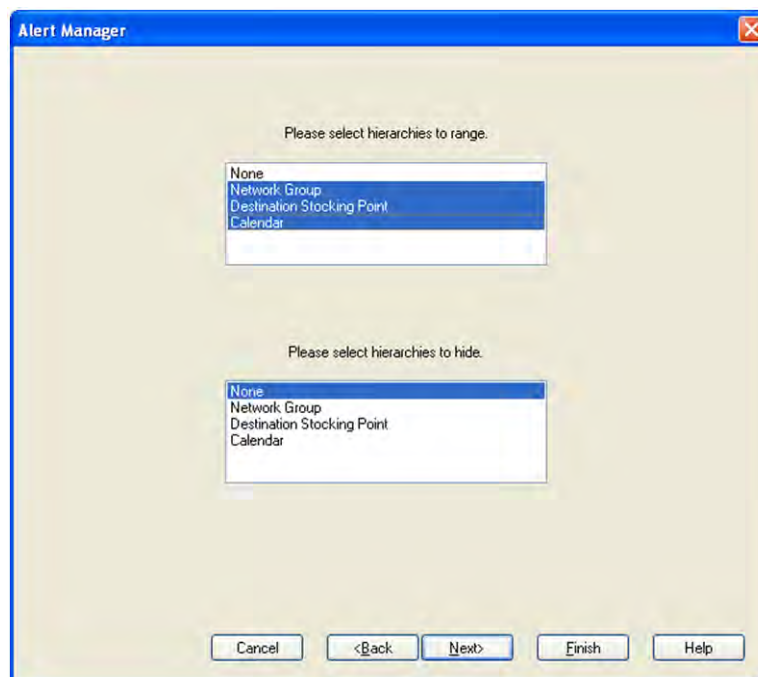 Alert Manager
Please select hierarchies to range.
None
Network Group
Destination Stocking Point
Calendar
Please select hierarchies to hide.
None
Network Group
Destination Stocking Point
Calendar
Cancel <Back Next> Finish Help